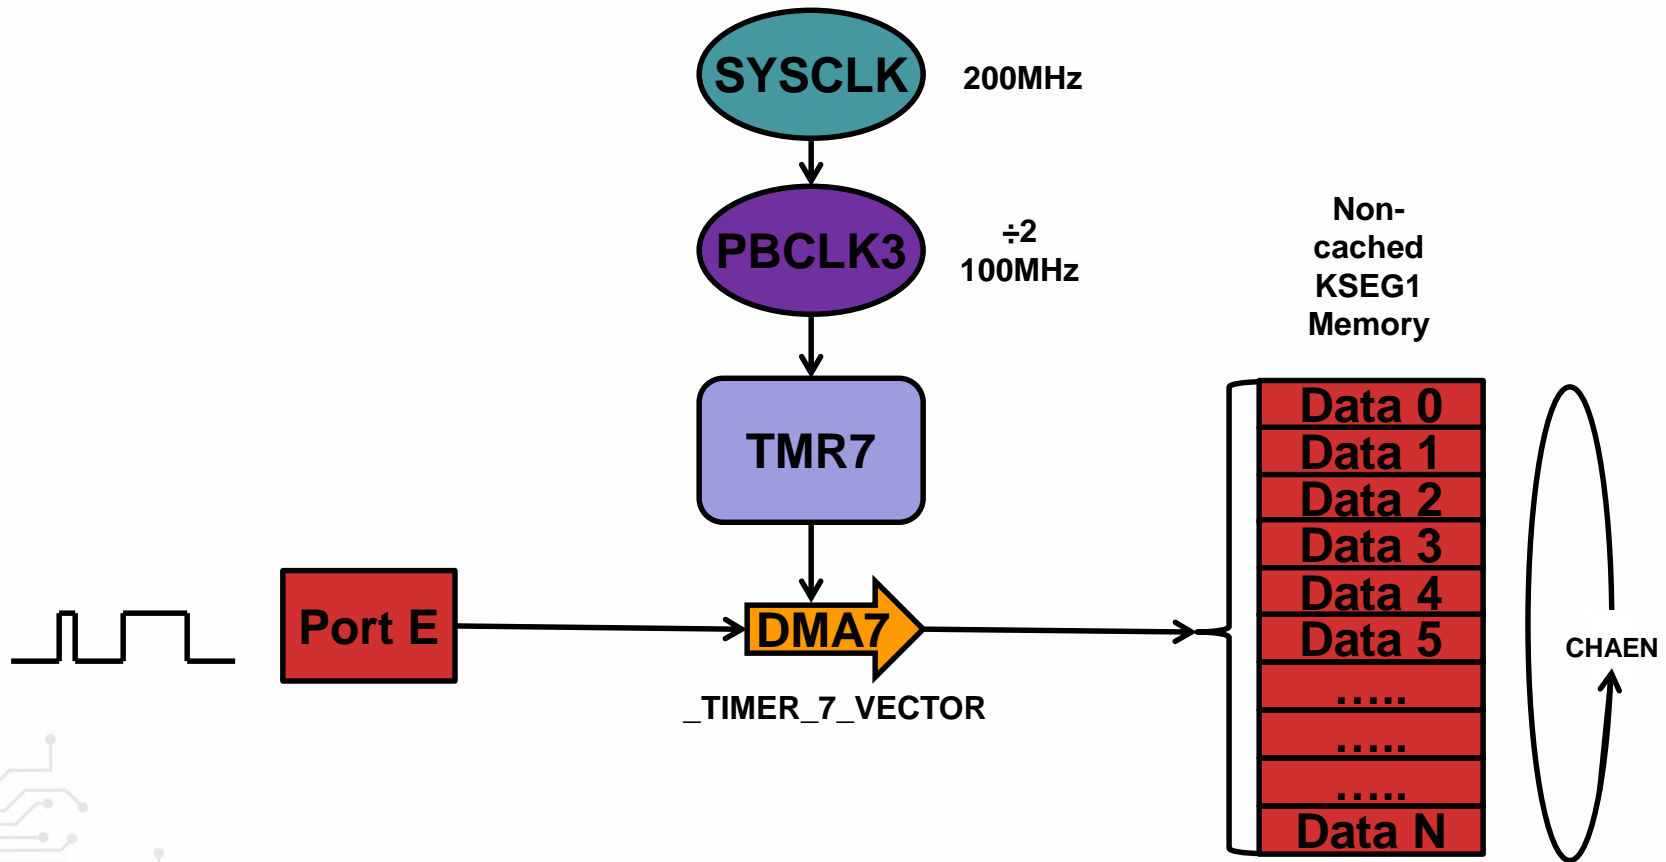 SYSCLK
200MHz
PBCLK3
÷2
100MHz
Non-
cached
KSEG1
Memory
TMR7
Data 0
Data 1
Data 2
Data 3
Data 4
Data 5
…..
…..
…..
Data N
CHAEN
Port E
DMA7
_TIMER_7_VECTOR